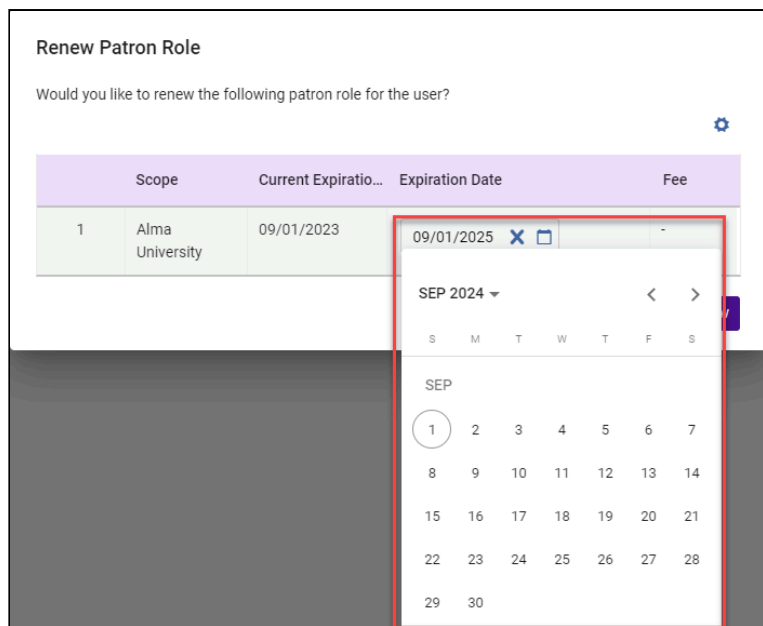 Renew Patron Role
Would you like to renew the following patron role for the user?
Scope Current Expiratio... Expiration Date Fee
1 Alma University 09/01/2023 09/01/2025 -
SEP 2024
S M T W T F S
SEP
1 2 3 4 5 6 7
8 9 10 11 12 13 14
15 16 17 18 19 20 21
22 23 24 25 26 27 28
29 30